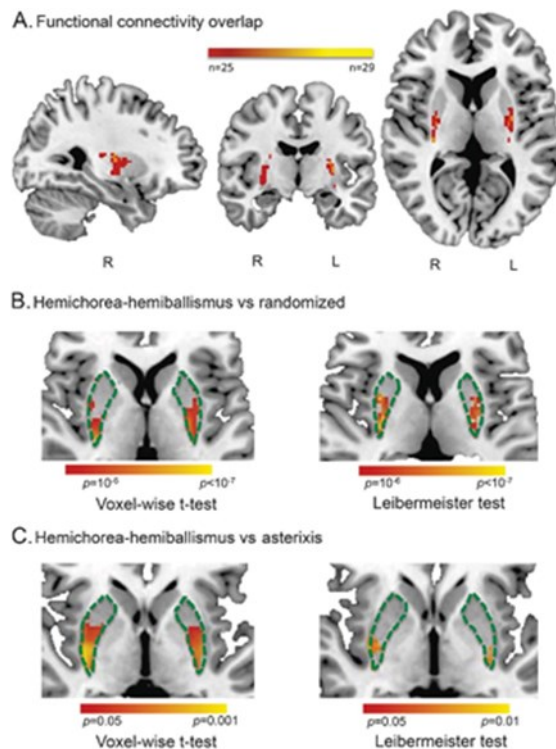 A. Functional connectivity overlap
n=25 n=29
R R L R L
B. Hemichorea-hemiballismus vs randomized
p=10-6 p<10-7 p=10-6 p<10-7
Voxel-wise t-test Leibermeister test
C. Hemichorea-hemiballismus vs asterixis
p=0.05 p=0.001 p=0.05 p=0.01
Voxel-wise t-test Leibermeister test